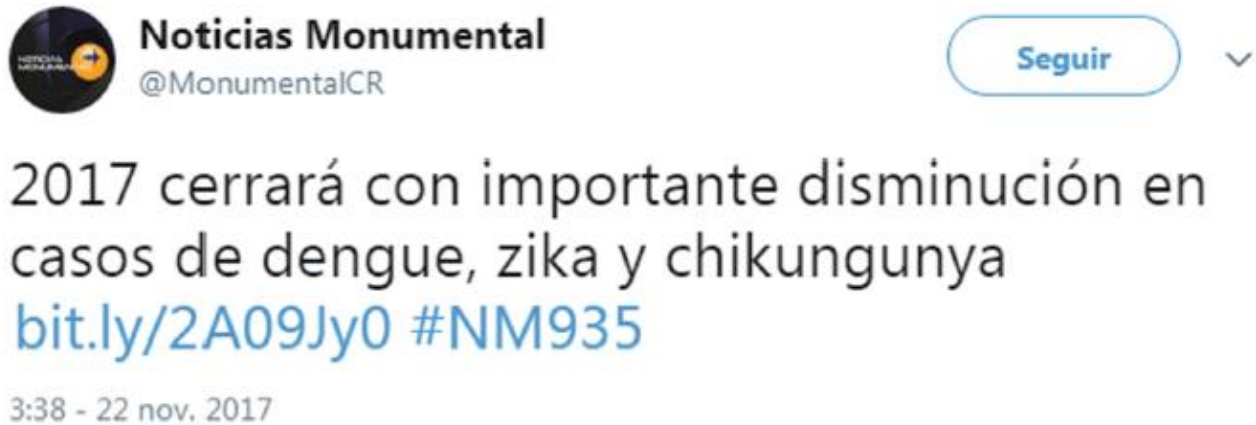 Noticias Monumental
@MonumentalCR
Seguir
2017 cerrará con importante disminución en
casos de dengue, zika y chikungunya
bit.ly/2A09Jy0 #NM935
3:38 - 22 nov. 2017